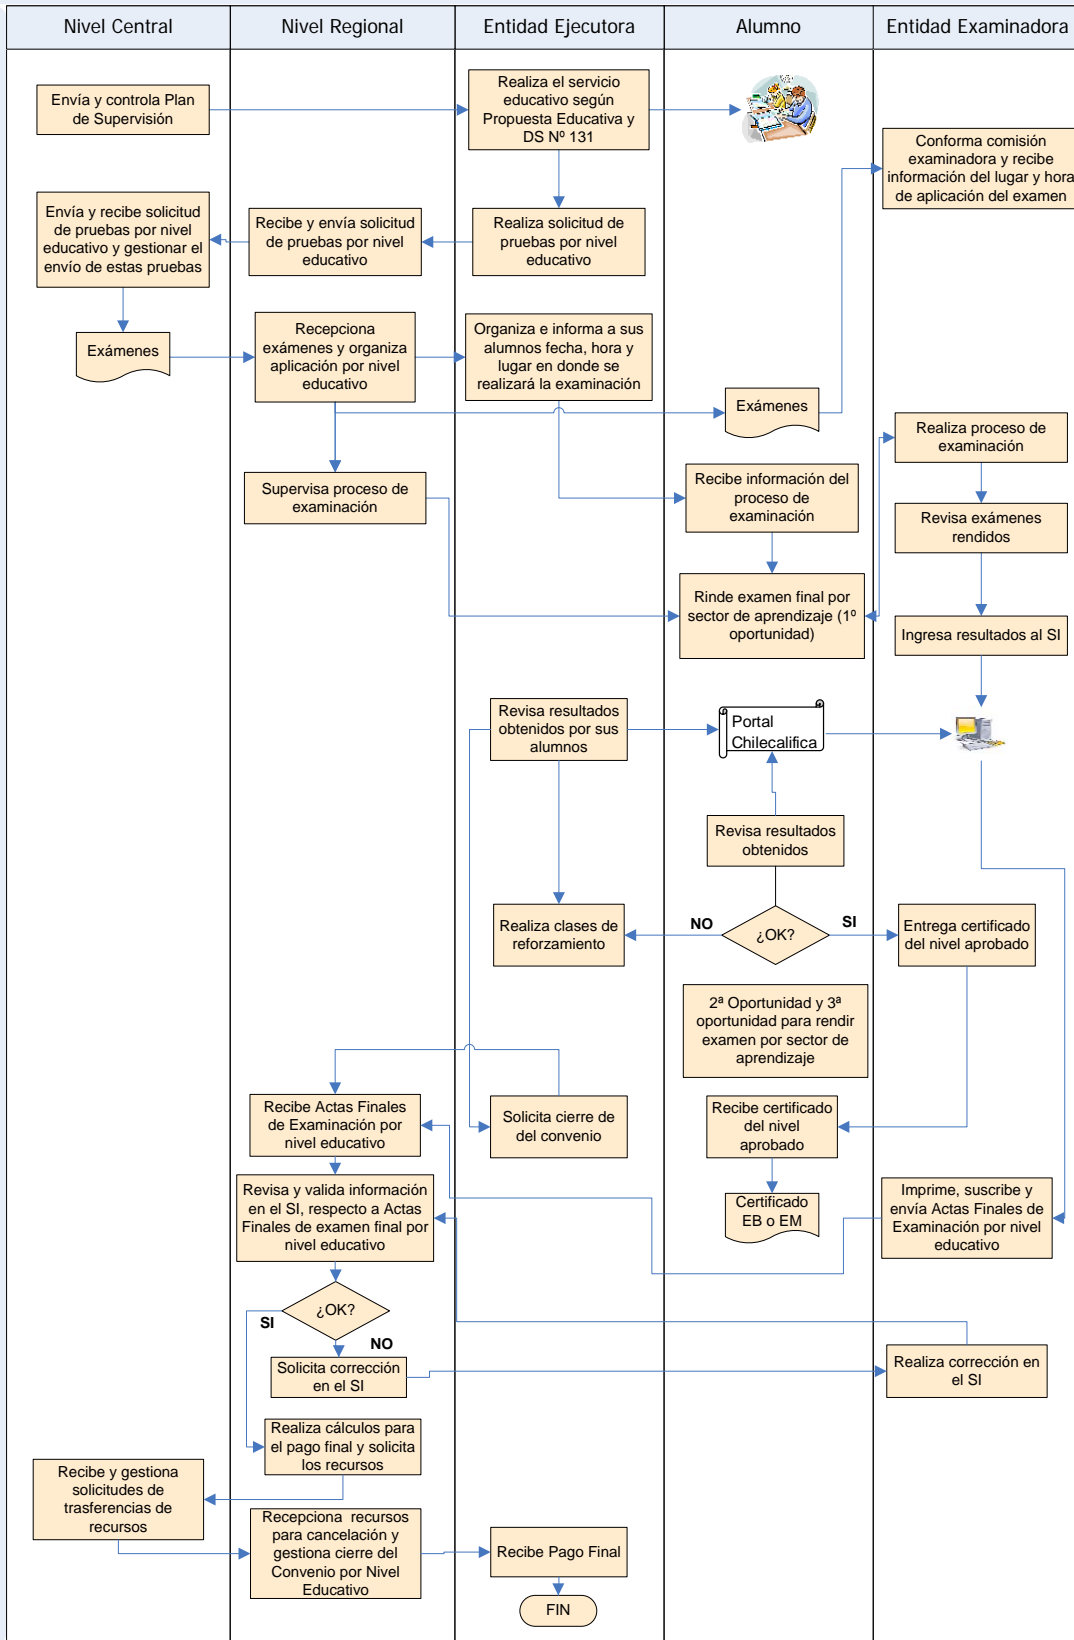 Nivel Central
Nivel Regional
Entidad Ejecutora
Alumno
Entidad Examinadora
Envía y controla Plan
de Supervisión
Realiza el servicio
educativo según
Propuesta Educativa y
DS Nº 131
Conforma comisión
examinadora y recibe
información del lugar y hora
de aplicación del examen
Envía y recibe solicitud
de pruebas por nivel
educativo y gestionar el
envío de estas pruebas
Recibe y envía solicitud
de pruebas por nivel
educativo
Realiza solicitud de
pruebas por nivel
educativo
Exámenes
Recepciona
exámenes y organiza
aplicación por nivel
educativo
Organiza e informa a sus
alumnos fecha, hora y
lugar en donde se
realizará la examinación
Exámenes
Realiza proceso de
examinación
Supervisa proceso de
examinación
Recibe información del
proceso de
examinación
Revisa exámenes
rendidos
Rinde examen final por
sector de aprendizaje (1º
oportunidad)
Ingresa resultados al SI
Revisa resultados
obtenidos por sus
alumnos
Portal
Chilecalifica
Revisa resultados
obtenidos
Realiza clases de
reforzamiento
NO
¿OK?
SI
Entrega certificado
del nivel aprobado
2ª Oportunidad y 3ª
oportunidad para rendir
examen por sector de
aprendizaje
Recibe Actas Finales
de Examinación por
nivel educativo
Solicita cierre de
del convenio
Recibe certificado
del nivel
aprobado
Revisa y valida información
en el SI, respecto a Actas
Finales de examen final por
nivel educativo
Certificado
EB o EM
Imprime, suscribe y
envía Actas Finales de
Examinación por nivel
educativo
¿OK?
SI
NO
Solicita corrección
en el SI
Realiza corrección en
el SI
Realiza cálculos para
el pago final y solicita
los recursos
Recibe y gestiona
solicitudes de
trasferencias de
recursos
Recepciona recursos
para cancelación y
gestiona cierre del
Convenio por Nivel
Educativo
Recibe Pago Final
FIN